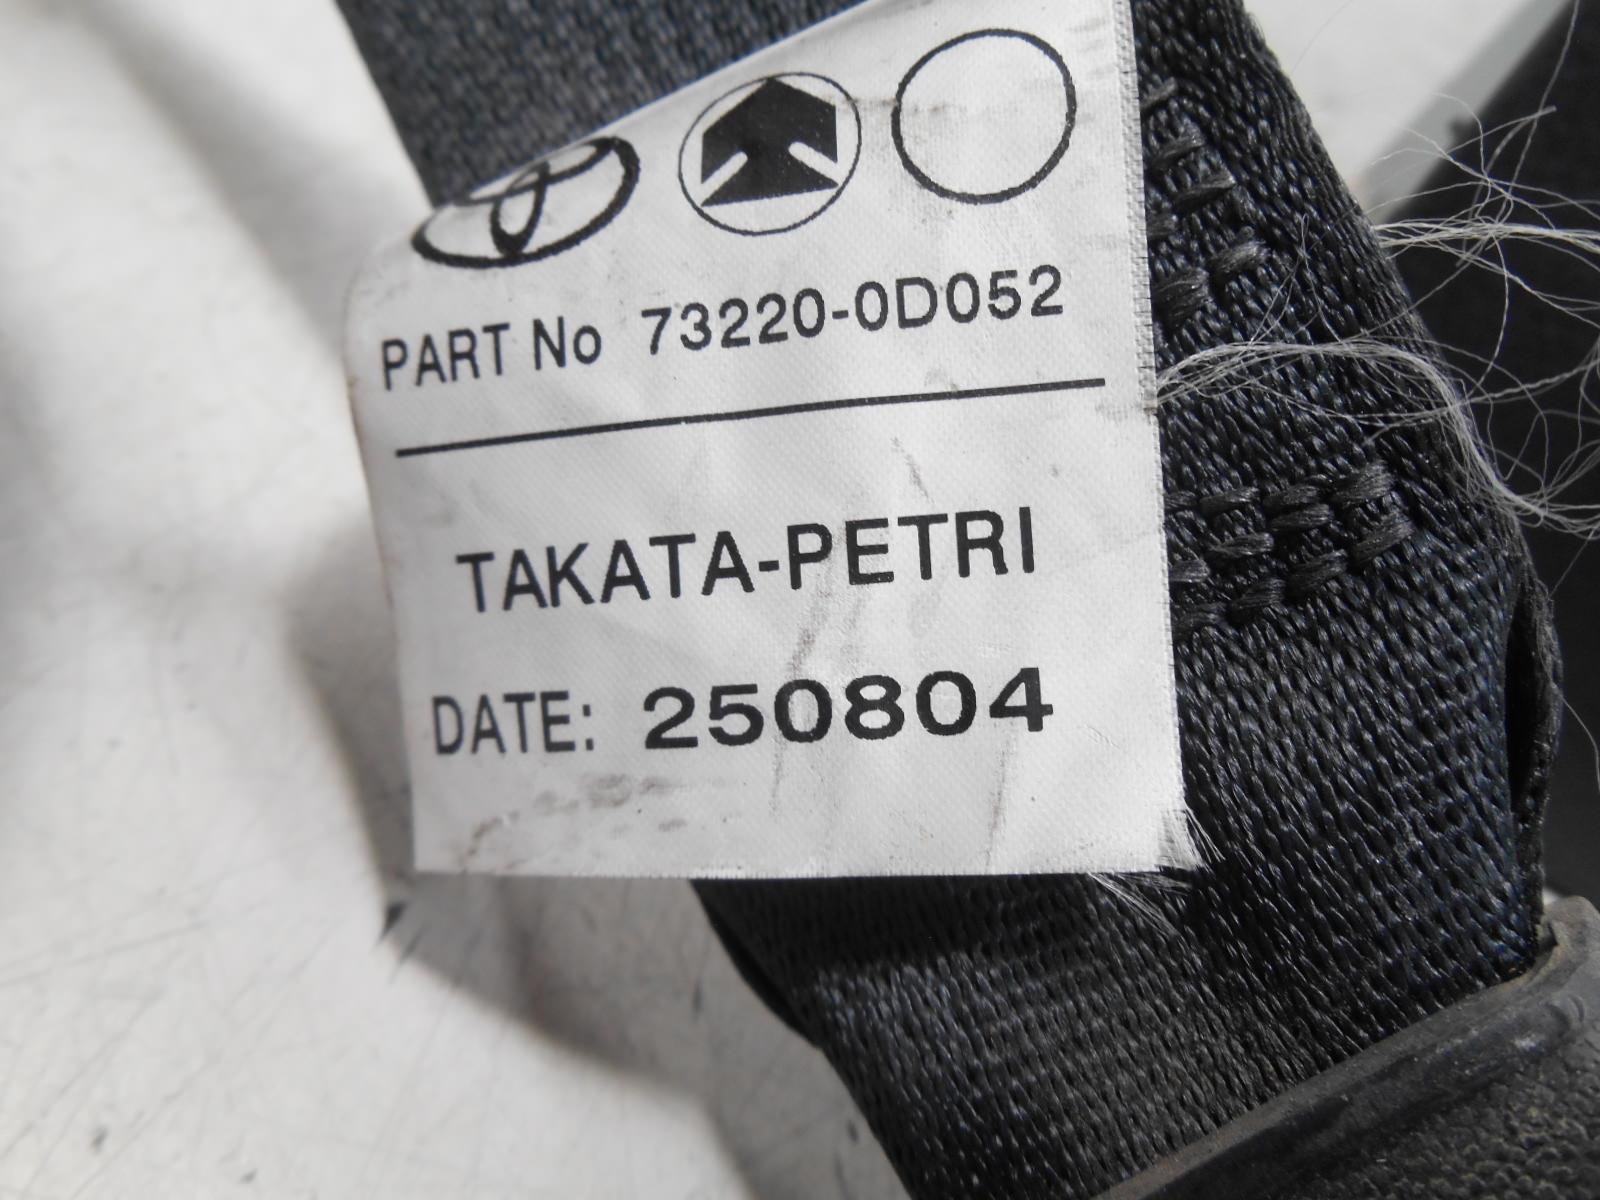 PART No 73220-0D052
TAKATA-PETRI
DATE: 250804